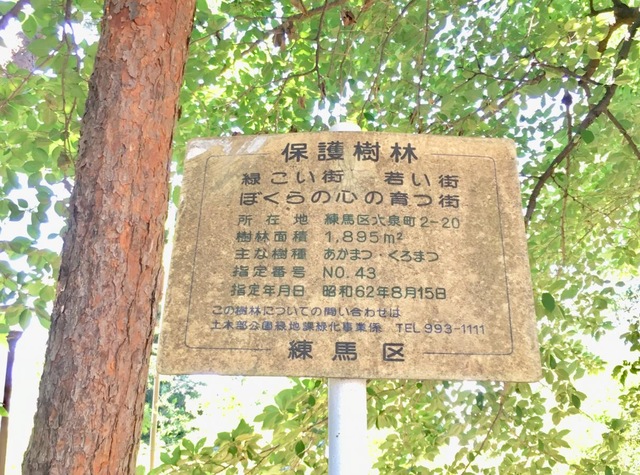 保護樹林
緑こい街 若い街
ぼくらの心の育つ街
所在地 練馬区大泉町2-20
樹林面積 1,895m²
主な樹種 あかまつ・くろまつ
指定番号 NO.43
指定年月日 昭和62年8月15日
この樹林についての問い合わせは
土木部公園緑地課緑化事業係 TEL 993-1111
練馬区